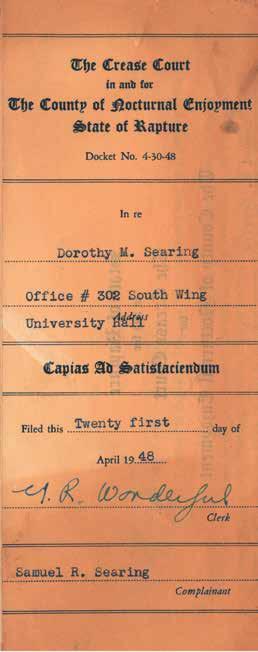 The Crease Court
in and for
The County of Nocturnal Enjoyment
State of Rapture
Docket No. 4-30-48
In re
Dorothy M. Searing
Office # 302 South Wing
Address
University Hall
Capias Ad Satisfaciendum
Filed this Twenty first day of
April 19 48
U. R. Wonderful
Clerk
Samuel R. Searing
Complainant